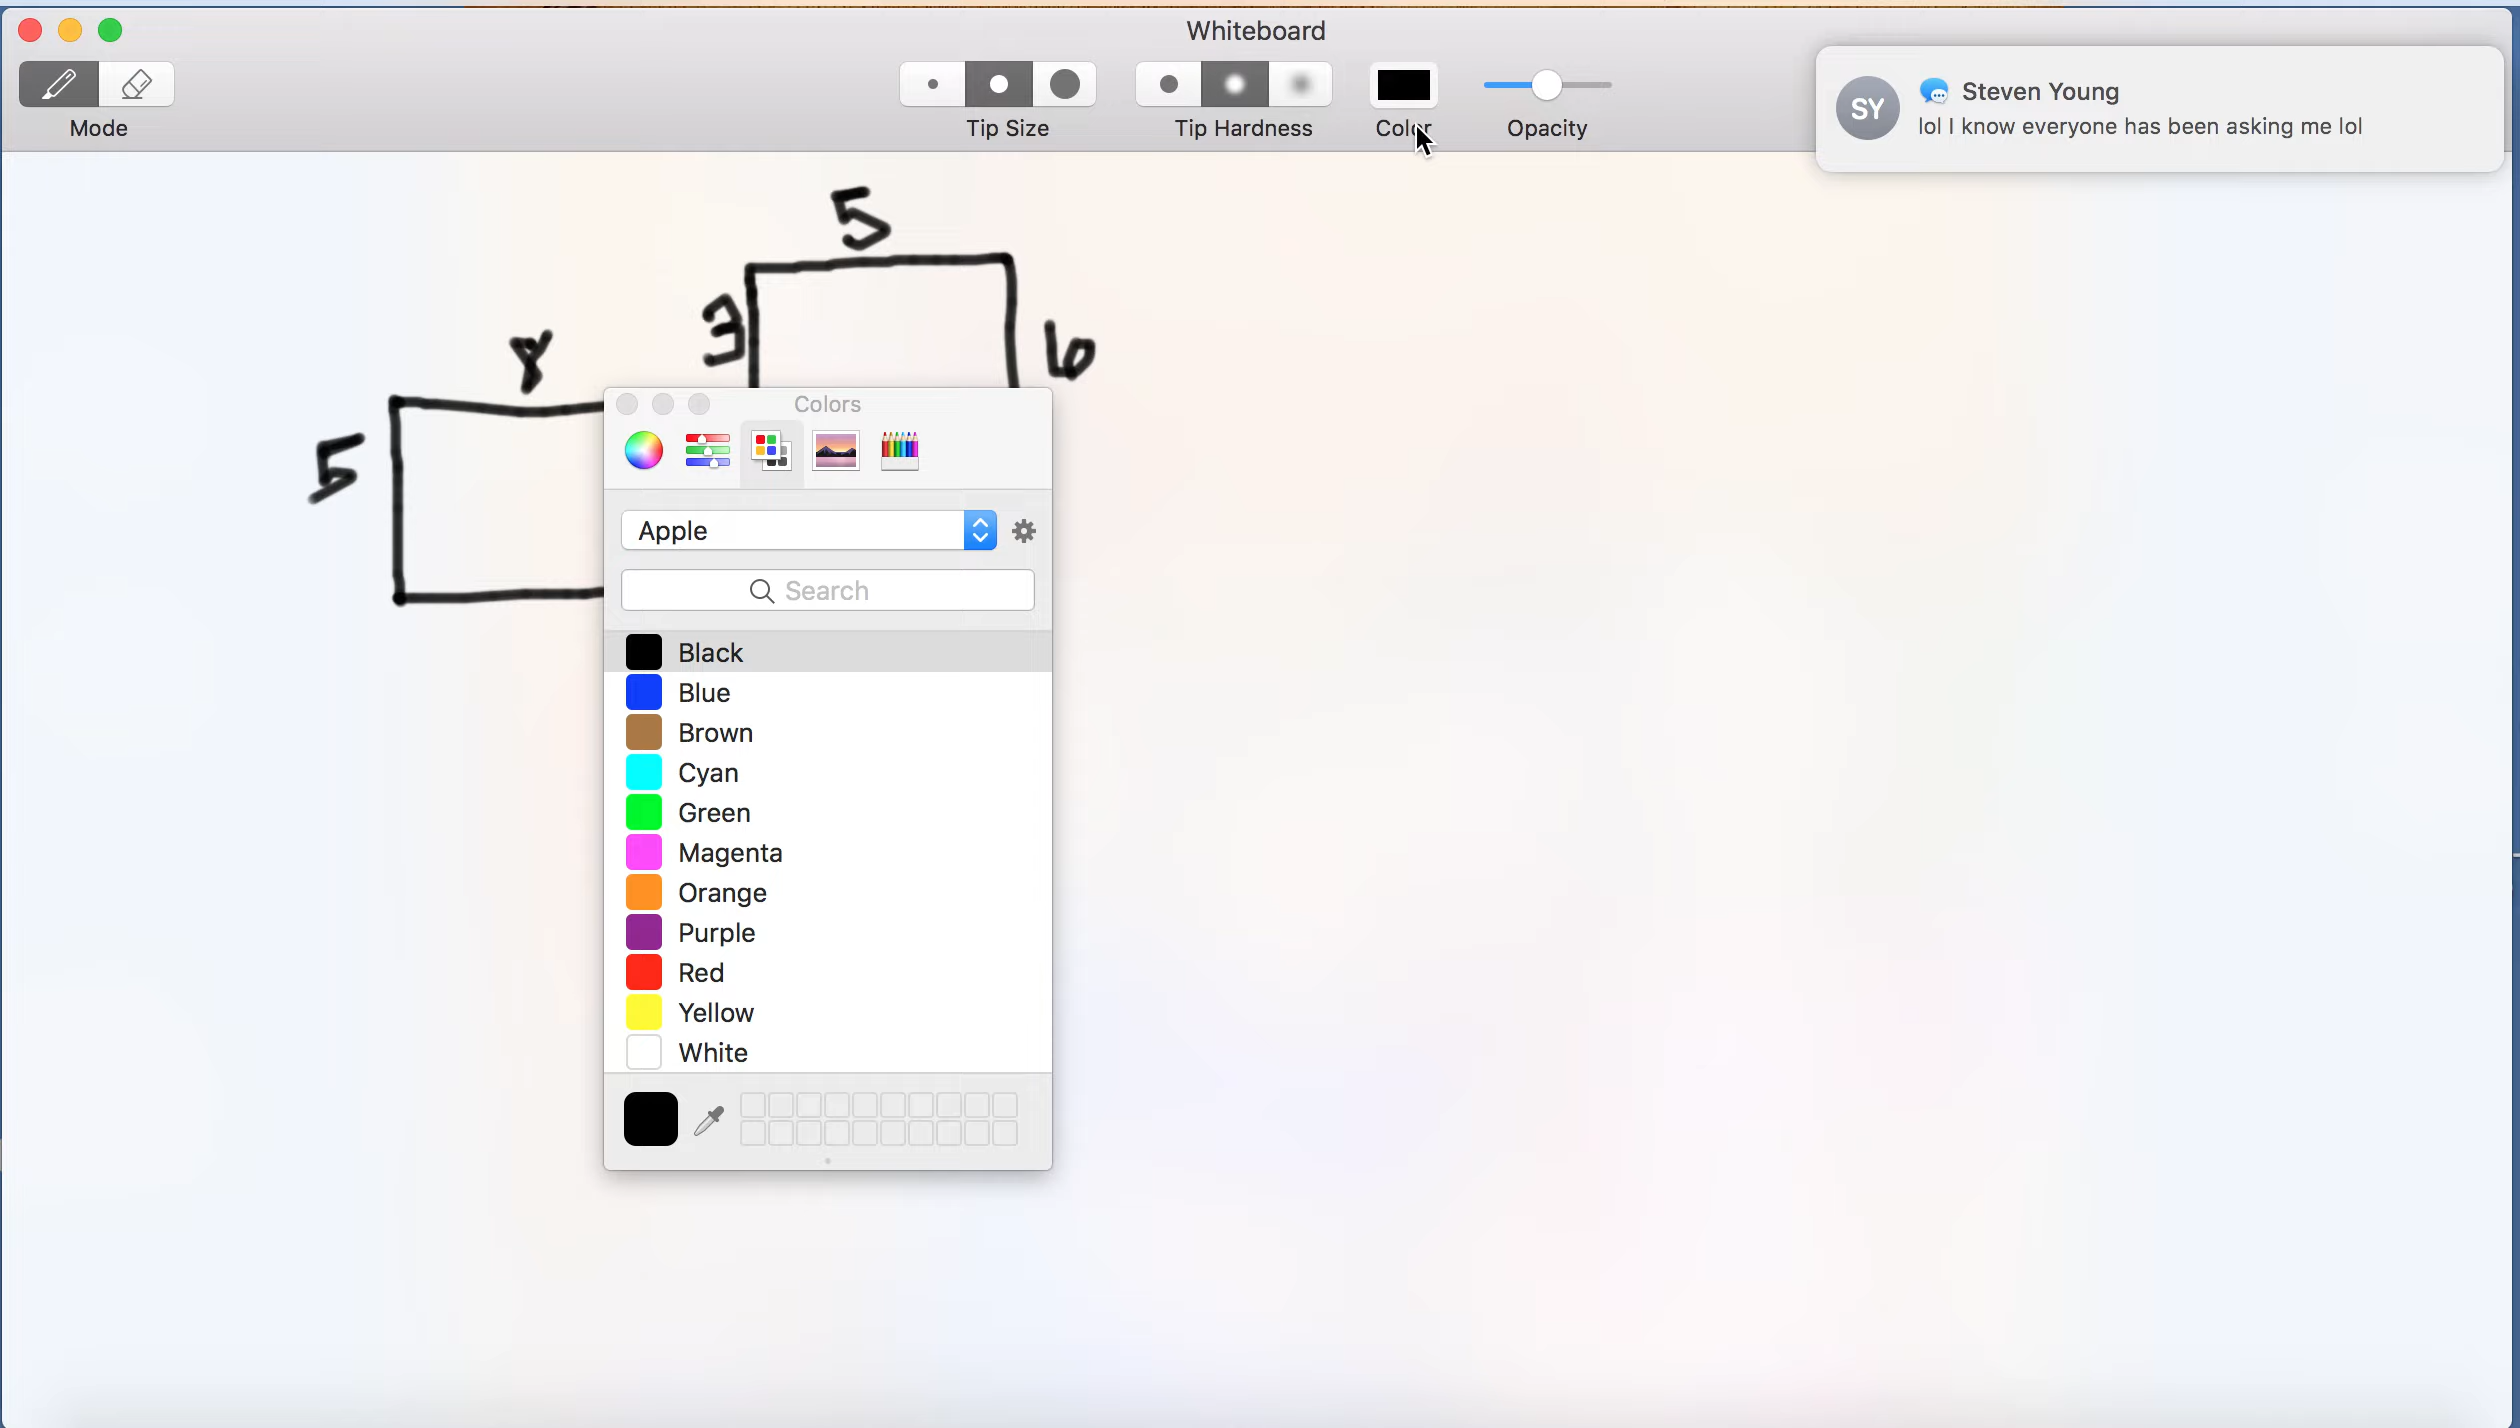 Whiteboard
Mode
Tip Size
Tip Hardness
Color
Opacity
SY
Steven Young
lol I know everyone has been asking me lol
5
3
6
8
5
Colors
Apple
Search
Black
Blue
Brown
Cyan
Green
Magenta
Orange
Purple
Red
Yellow
White